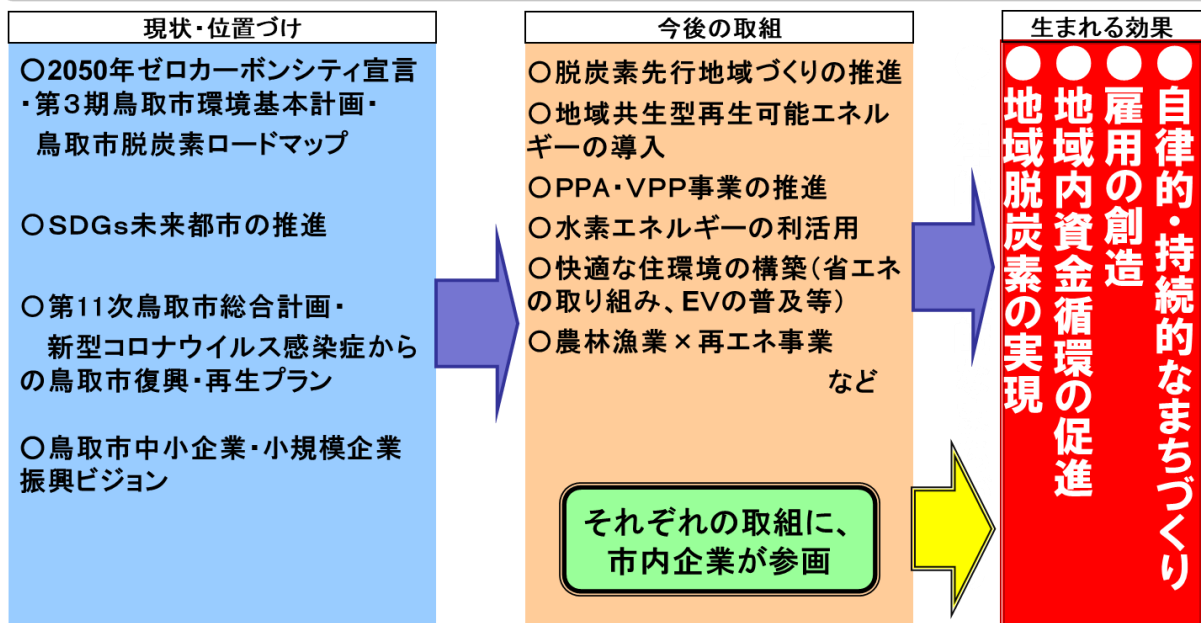 現状・位置づけ
○2050年ゼロカーボンシティ宣言
・第3期鳥取市環境基本計画・
鳥取市脱炭素ロードマップ
○SDGs未来都市の推進
○第11次鳥取市総合計画・
新型コロナウイルス感染症から
の鳥取市復興・再生プラン
○鳥取市中小企業・小規模企業
振興ビジョン
今後の取組
○脱炭素先行地域づくりの推進
○地域共生型再生可能エネル
ギーの導入
○PPA・VPP事業の推進
○水素エネルギーの利活用
○快適な住環境の構築(省エネ
の取り組み、EVの普及等)
○農林漁業×再エネ事業
など
それぞれの取組に、
市内企業が参画
生まれる効果
●自律的・持続的なまちづくり
●雇用の創造
●地域内資金循環の促進
●地域脱炭素の実現